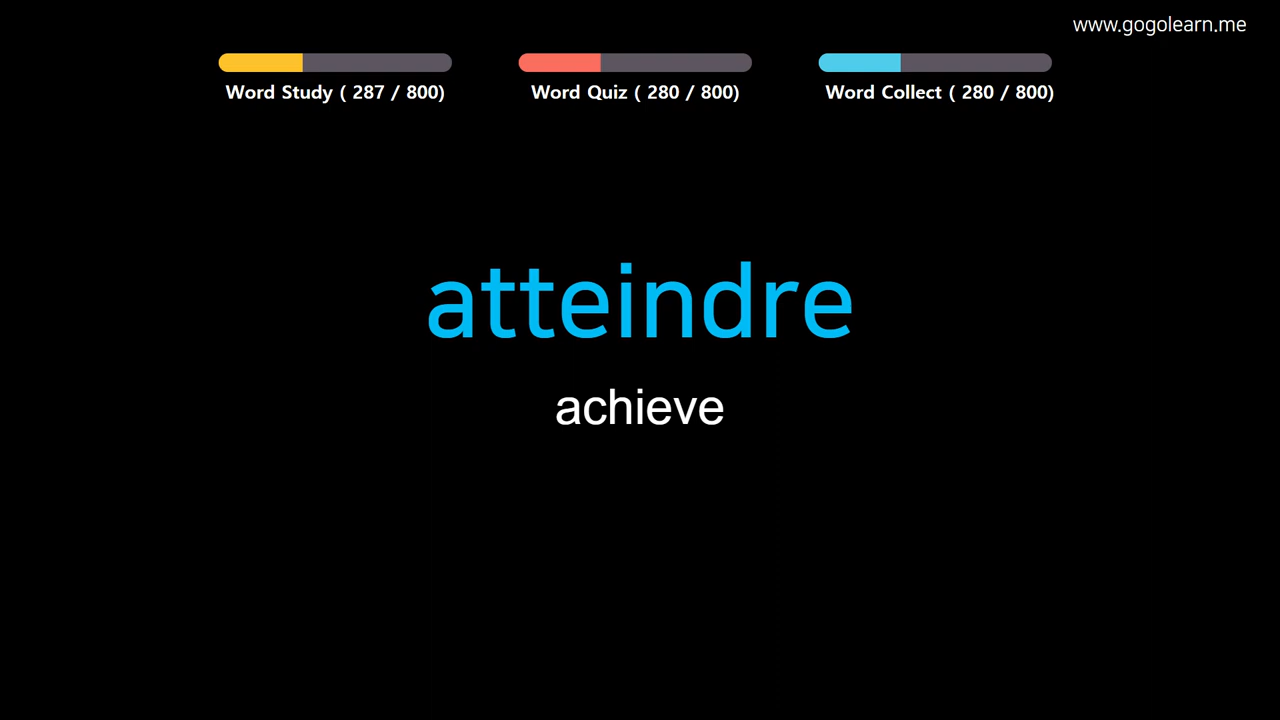 www.gogolearn.me
Word Study ( 287 / 800)
Word Quiz ( 280 / 800)
Word Collect ( 280 / 800)
atteindre
achieve